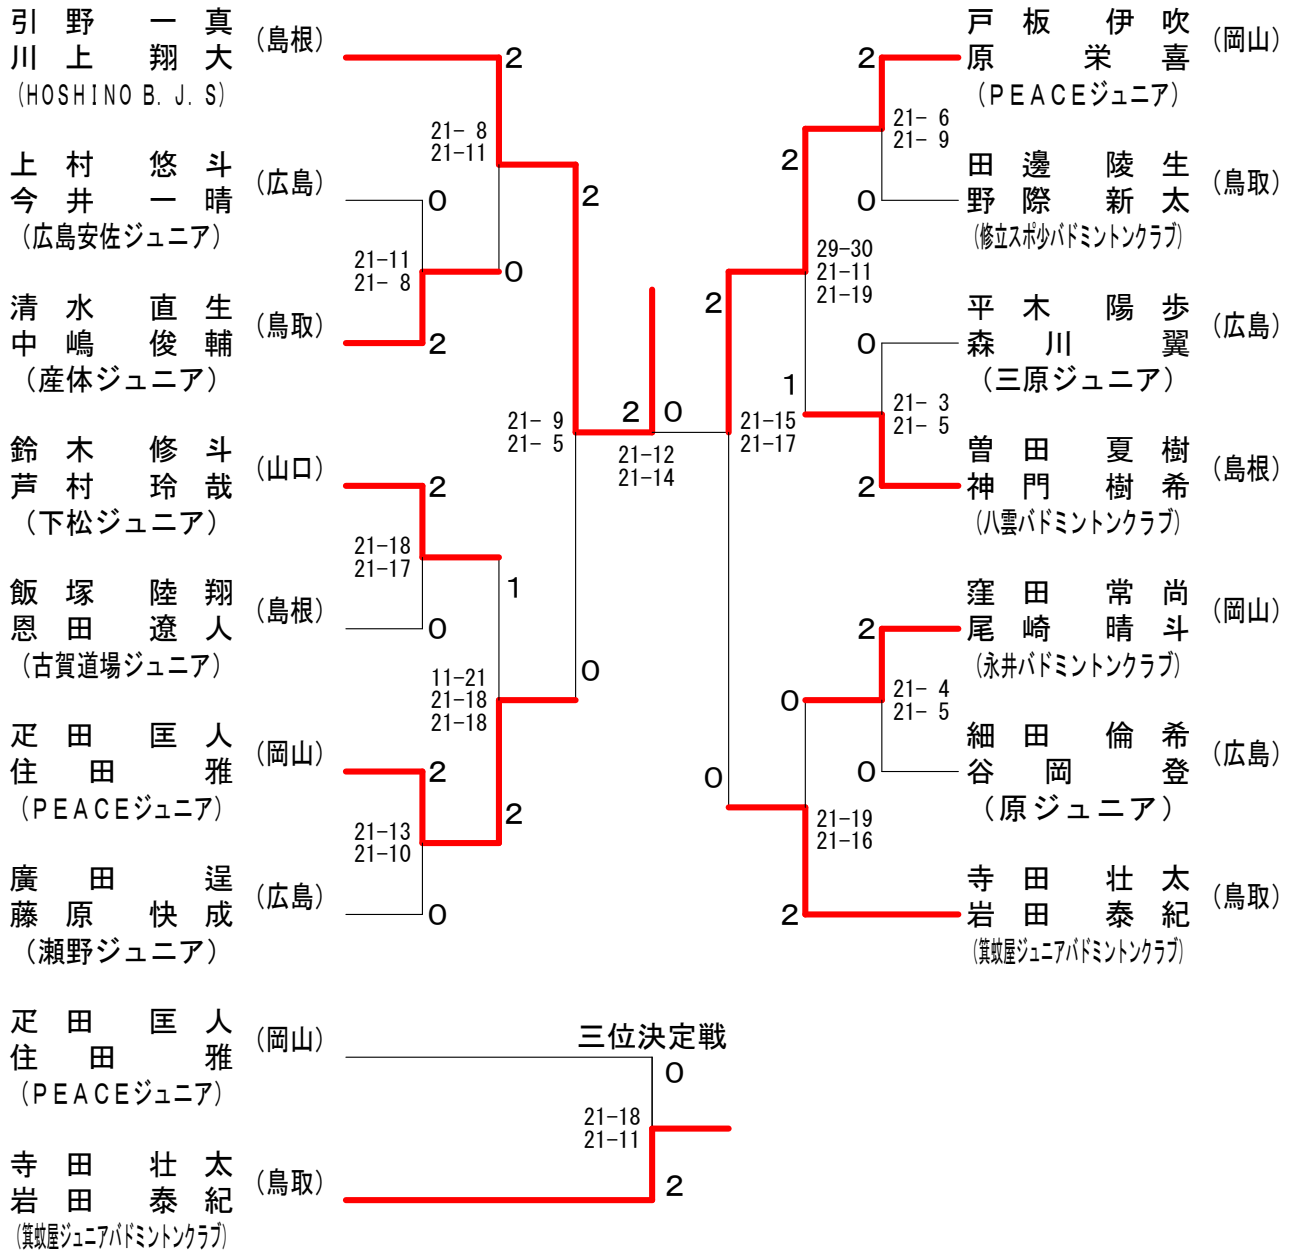 引野 一真
川上 翔大
(島根)
(HOSHINO B. J. S)
上村 悠斗
今井 一晴
(広島)
(広島安佐ジュニア)
清水 直生
中嶋 俊輔
(鳥取)
(産体ジュニア)
鈴木 修斗
芦村 玲哉
(山口)
(下松ジュニア)
飯塚 陸翔
恩田 遼人
(島根)
(古賀道場ジュニア)
疋田 匡人
住田 雅
(岡山)
(PEACEジュニア)
廣田 逞
藤原 快成
(広島)
(瀬野ジュニア)
2
21- 8
21-11
0
21-11
21- 8
2
0
2
2
21-18
21-17
0
1
11-21
21-18
21-18
2
21-13
21-10
0
2
21- 9
21- 5
0
2
0
21-12
21-14
戸板 伊吹
原 栄喜
(岡山)
(PEACEジュニア)
田邊 陵生
野際 新太
(鳥取)
(修立スポ少バドミントンクラブ)
平木 陽歩
森川 翼
(広島)
(三原ジュニア)
曽田 夏樹
神門 樹希
(島根)
(八雲バドミントンクラブ)
窪田 常尚
尾崎 晴斗
(岡山)
(永井バドミントンクラブ)
細田 倫希
谷岡 登
(広島)
(原ジュニア)
寺田 壮太
岩田 泰紀
(鳥取)
(箕蚊屋ジュニアバドミントンクラブ)
2
21- 6
21- 9
0
2
29-30
21-11
21-19
1
0
21- 3
21- 5
2
2
21-15
21-17
0
2
21- 4
21- 5
0
0
21-19
21-16
2
疋田 匡人
住田 雅
(岡山)
(PEACEジュニア)
寺田 壮太
岩田 泰紀
(鳥取)
(箕蚊屋ジュニアバドミントンクラブ)
三位決定戦
0
21-18
21-11
2